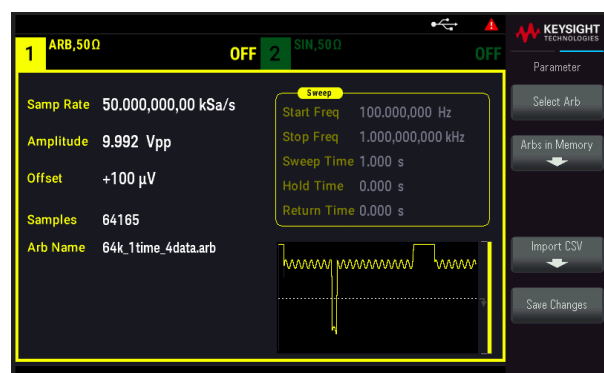 KEYSIGHT
TECHNOLOGIES
1 ARB,50Ω OFF 2 SIN,50Ω OFF
Parameter
Samp Rate 50.000,000,00 kSa/s
Amplitude 9.992 Vpp
Offset +100 µV
Samples 64165
Arb Name 64k_1time_4data.arb
Sweep
Start Freq 100.000,000 Hz
Stop Freq 1.000,000,000 kHz
Sweep Time 1.000 s
Hold Time 0.000 s
Return Time 0.000 s
Select Arb
Arbs in Memory
Import CSV
Save Changes